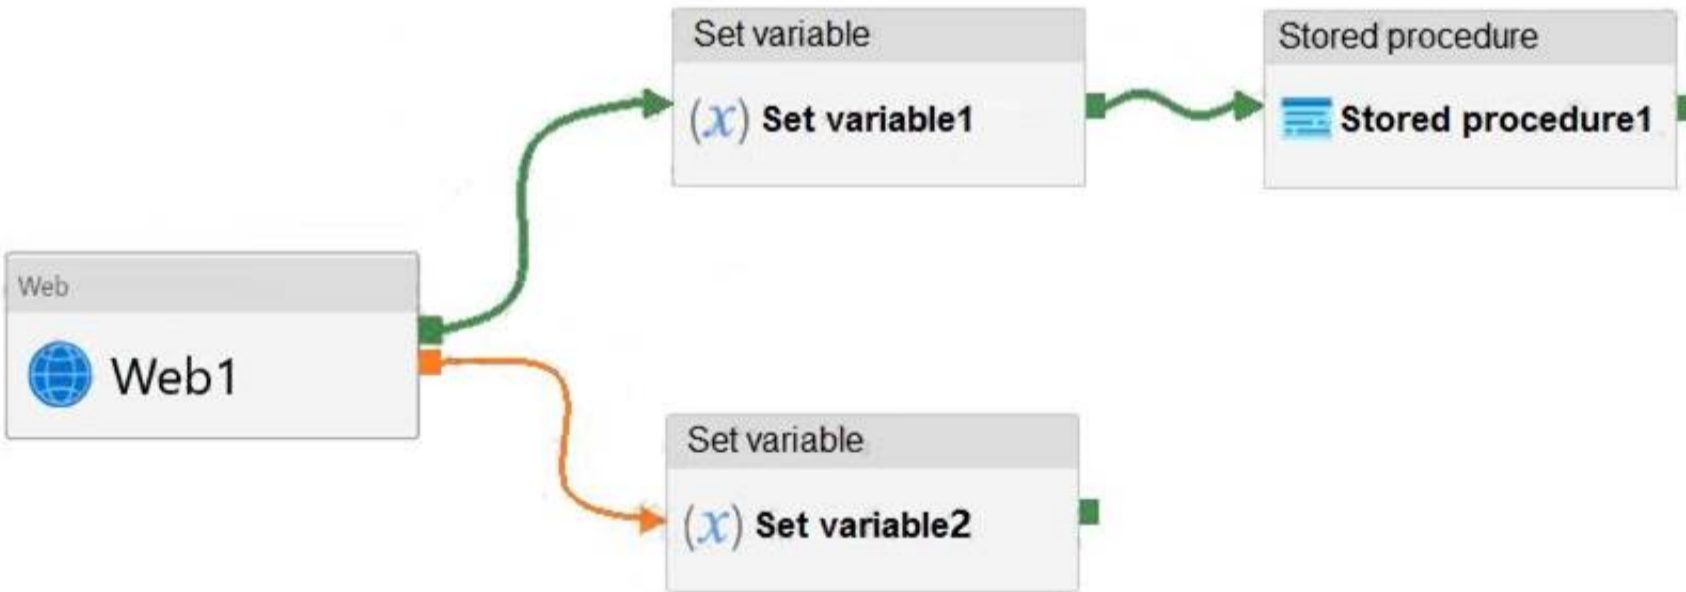 Set variable
(x) Set variable1
Stored procedure
Stored procedure1
Web
Web1
Set variable
(x) Set variable2